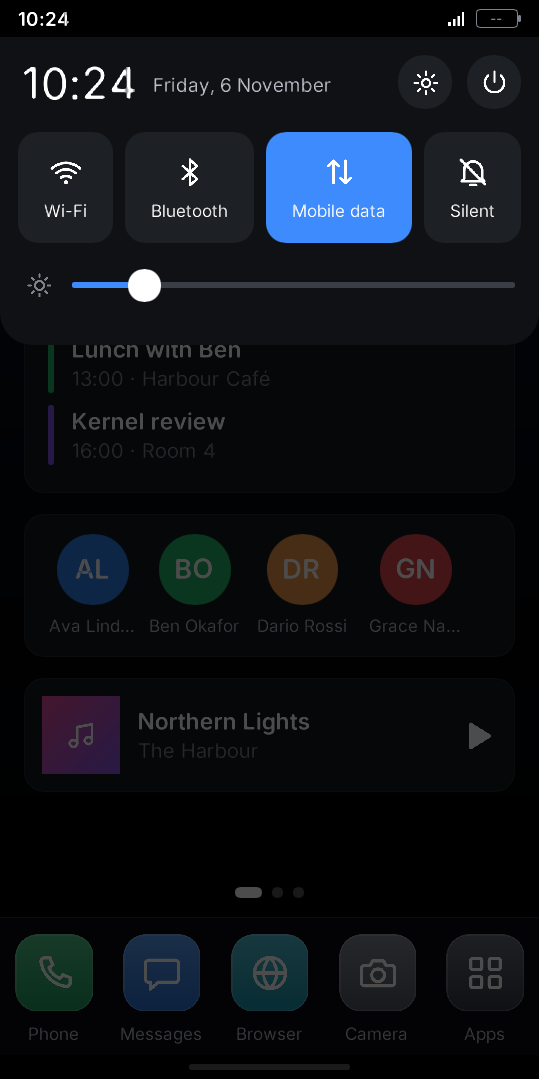 10:24
--
10:24 Friday, 6 November
Wi-Fi Bluetooth Mobile data Silent
Lunch with Ben
13:00 · Harbour Café
Kernel review
16:00 · Room 4
AL BO DR GN
Ava Lind... Ben Okafor Dario Rossi Grace Na...
Northern Lights
The Harbour
Phone Messages Browser Camera Apps